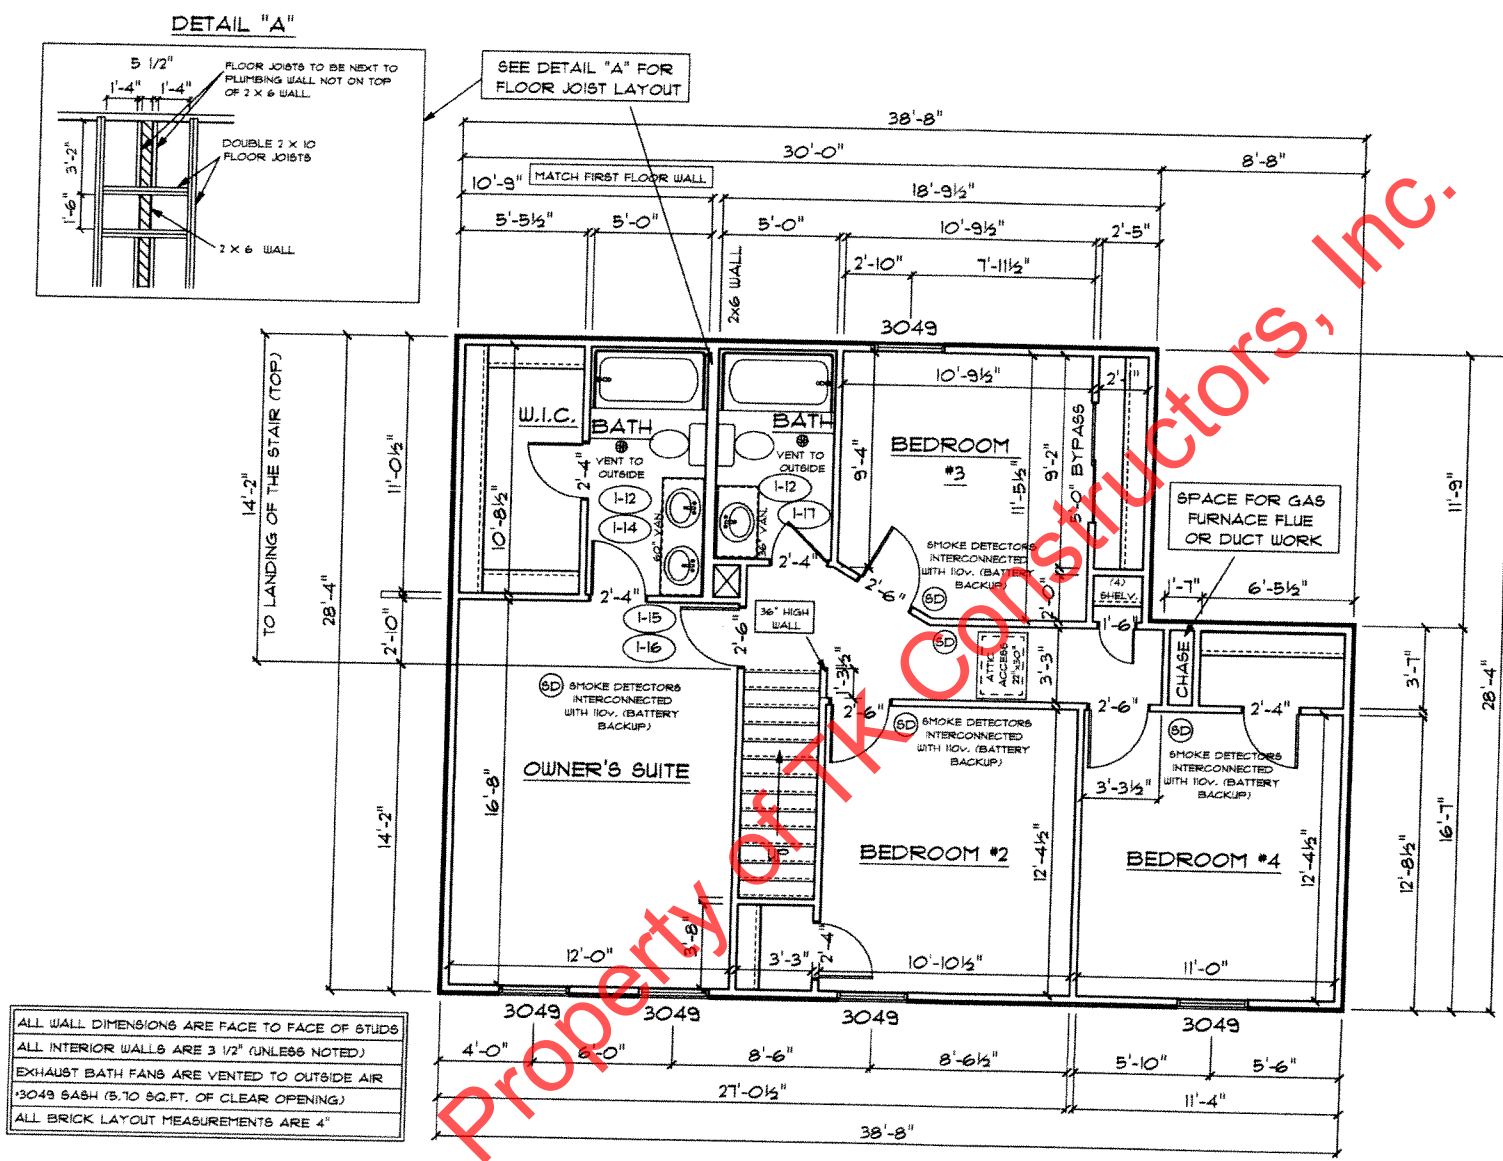 DETAIL "A"
5 1/2"
1'-4"
1'-4"
FLOOR JOISTS TO BE NEXT TO
PLUMBING WALL NOT ON TOP
OF 2 X 6 WALL.
DOUBLE 2 X 10
FLOOR JOISTS
3'-2"
1'-6"
2 X 6 WALL
SEE DETAIL "A" FOR
FLOOR JOIST LAYOUT
38'-8"
30'-0"
8'-8"
10'-9"
MATCH FIRST FLOOR WALL
18'-9½"
5'-5½"
5'-0"
5'-0"
10'-9½"
2'-5"
2x6 WALL
2'-10"
7'-11½"
3049
TO LANDING OF THE STAIR (TOP)
14'-2"
28'-4"
11'-0½"
2'-10"
14'-2"
W.I.C.
10'-8½"
2'-4"
BATH
VENT TO
OUTSIDE
1-12
1-14
60" VAN.
2'-4"
1-15
1-16
BATH
VENT TO
OUTSIDE
1-12
1-17
36" VAN.
2'-4"
10'-9½"
BEDROOM
#3
9'-4"
11'-5½"
9'-2"
5'-0" BYPASS
2'-1"
SMOKE DETECTORS
INTERCONNECTED
WITH 110v. (BATTERY
BACKUP)
SD
2'-6"
2'-0"
(4)
SHELV.
1'-6"
SPACE FOR GAS
FURNACE FLUE
OR DUCT WORK
1'-7"
6'-5½"
11'-9"
36" HIGH
WALL
2'-6"
1'-3½"
SD
ATTIC
ACCESS
22"x30"
3'-3"
CHASE
3'-7"
28'-4"
SD
SMOKE DETECTORS
INTERCONNECTED
WITH 110v. (BATTERY
BACKUP)
OWNER'S SUITE
16'-8"
2'-6"
SD
SMOKE DETECTORS
INTERCONNECTED
WITH 110v. (BATTERY
BACKUP)
2'-6"
2'-4"
SD
SMOKE DETECTORS
INTERCONNECTED
WITH 110v. (BATTERY
BACKUP)
3'-3½"
BEDROOM #2
12'-4½"
BEDROOM #4
12'-4½"
12'-8½"
16'-7"
3'-8"
2'-4"
12'-0"
3'-3"
10'-10½"
11'-0"
3049
3049
3049
3049
4'-0"
6'-0"
8'-6"
8'-6½"
5'-10"
5'-6"
27'-0½"
11'-4"
38'-8"
ALL WALL DIMENSIONS ARE FACE TO FACE OF STUDS
ALL INTERIOR WALLS ARE 3 1/2" (UNLESS NOTED)
EXHAUST BATH FANS ARE VENTED TO OUTSIDE AIR
*3049 SASH (5.70 SQ.FT. OF CLEAR OPENING)
ALL BRICK LAYOUT MEASUREMENTS ARE 4"
Property of TK Constructors, Inc.